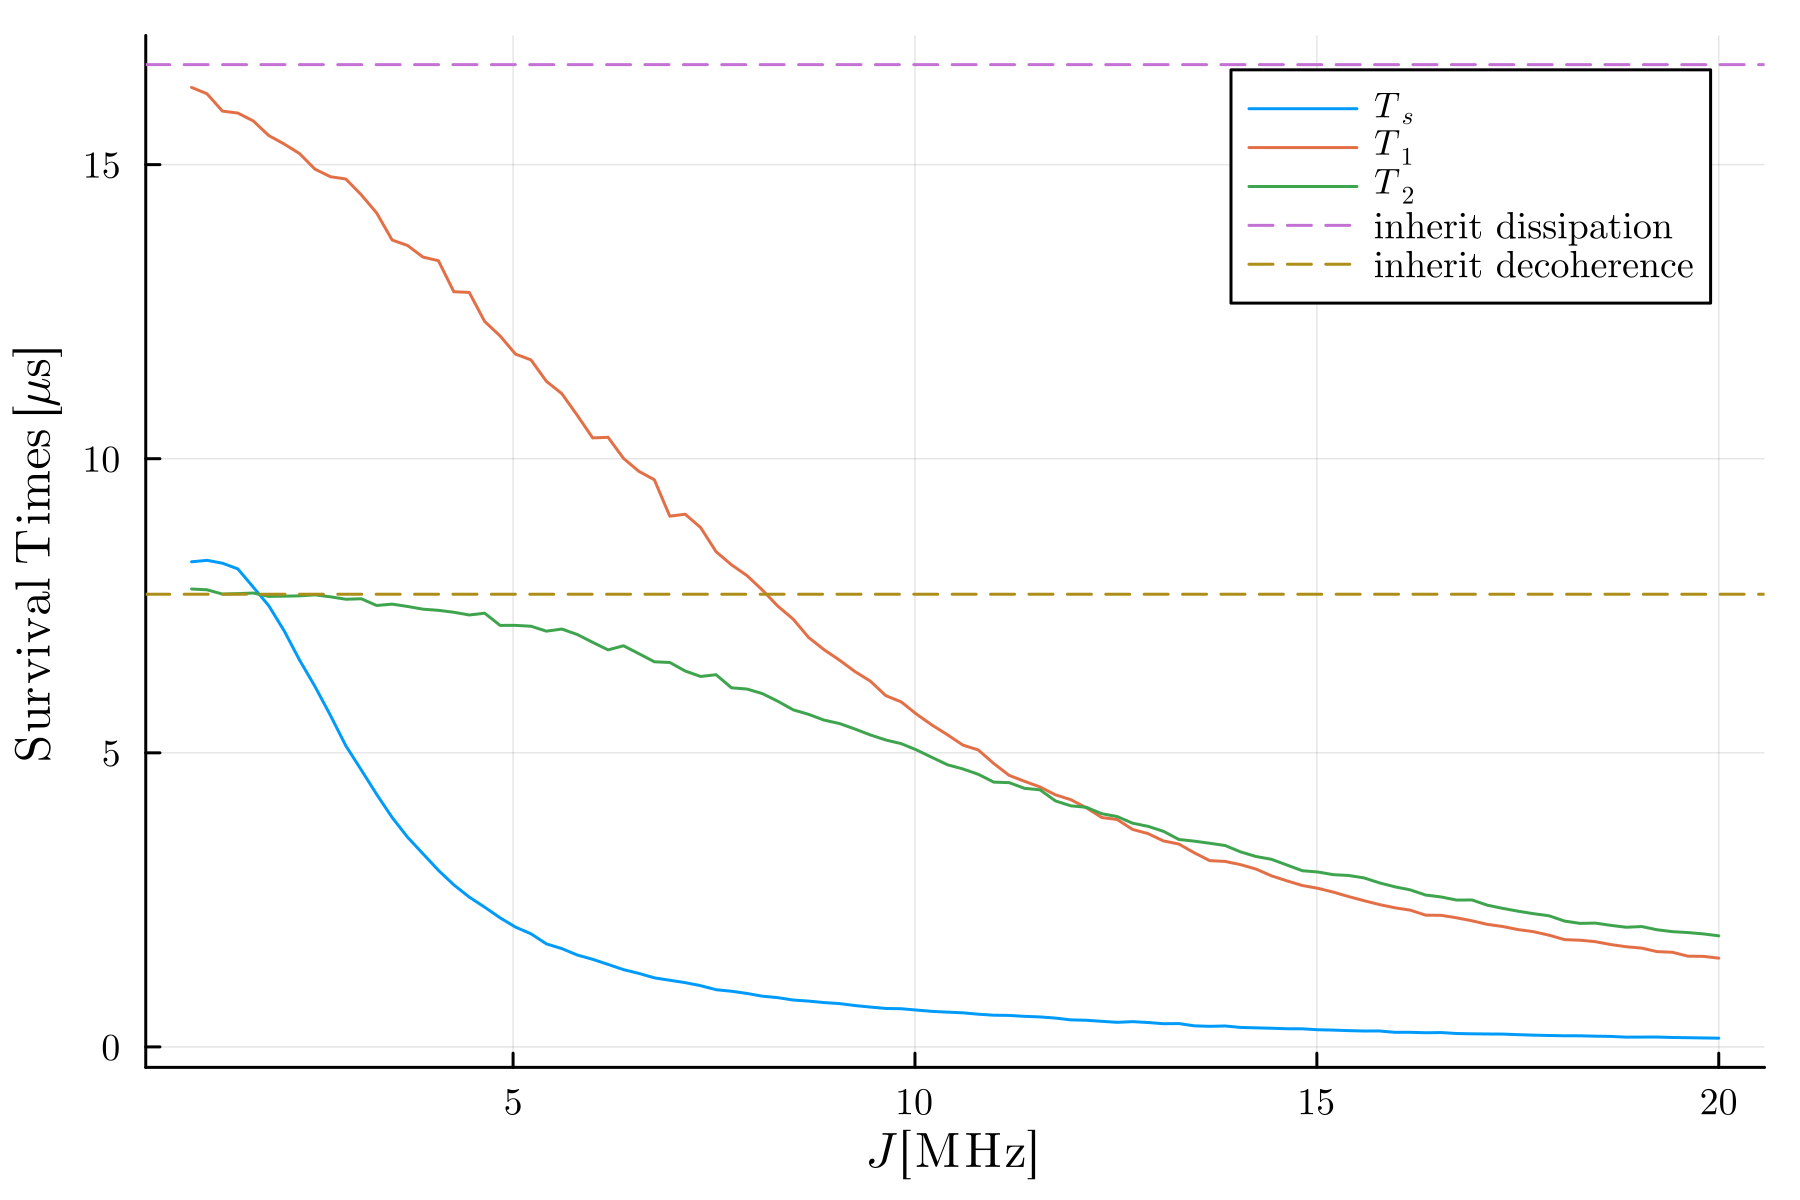 15
10
5
0
Survival Times [μs]
T_s
T_1
T_2
inherit dissipation
inherit decoherence
5
10
15
20
J[MHz]